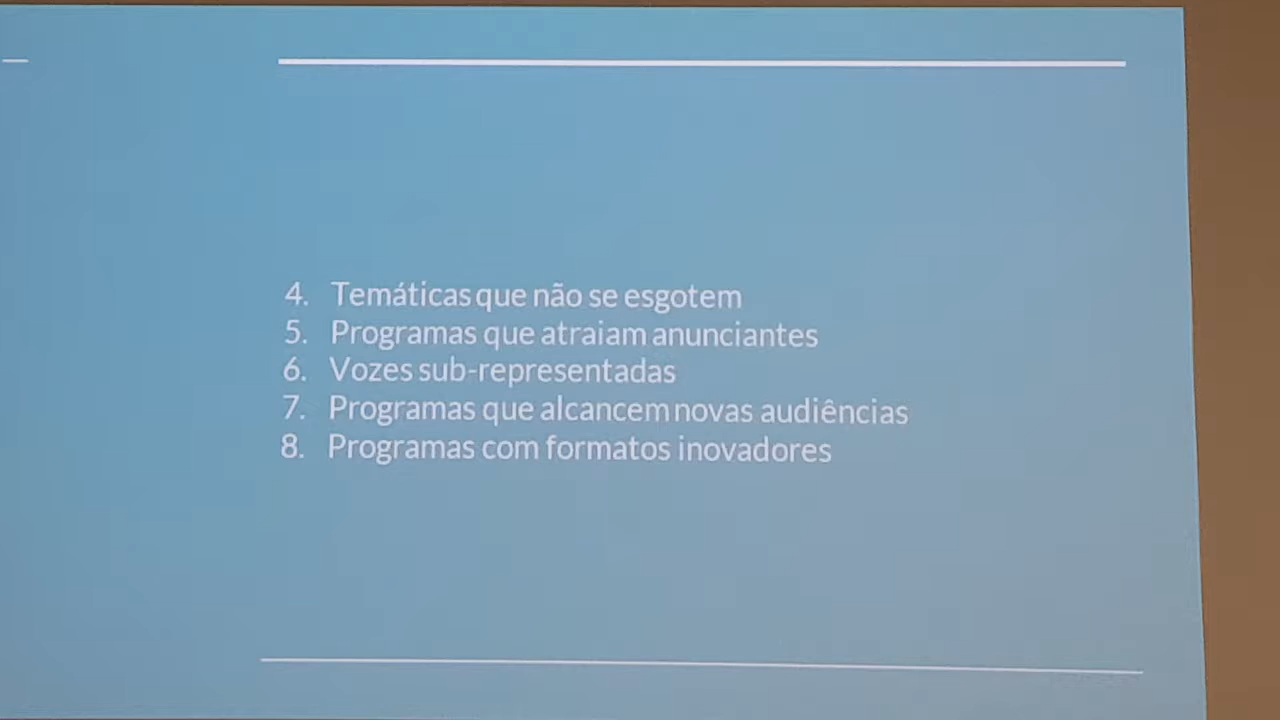 4. Temáticas que não se esgotem
5. Programas que atraiam anunciantes
6. Vozes sub-representadas
7. Programas que alcancem novas audiências
8. Programas com formatos inovadores